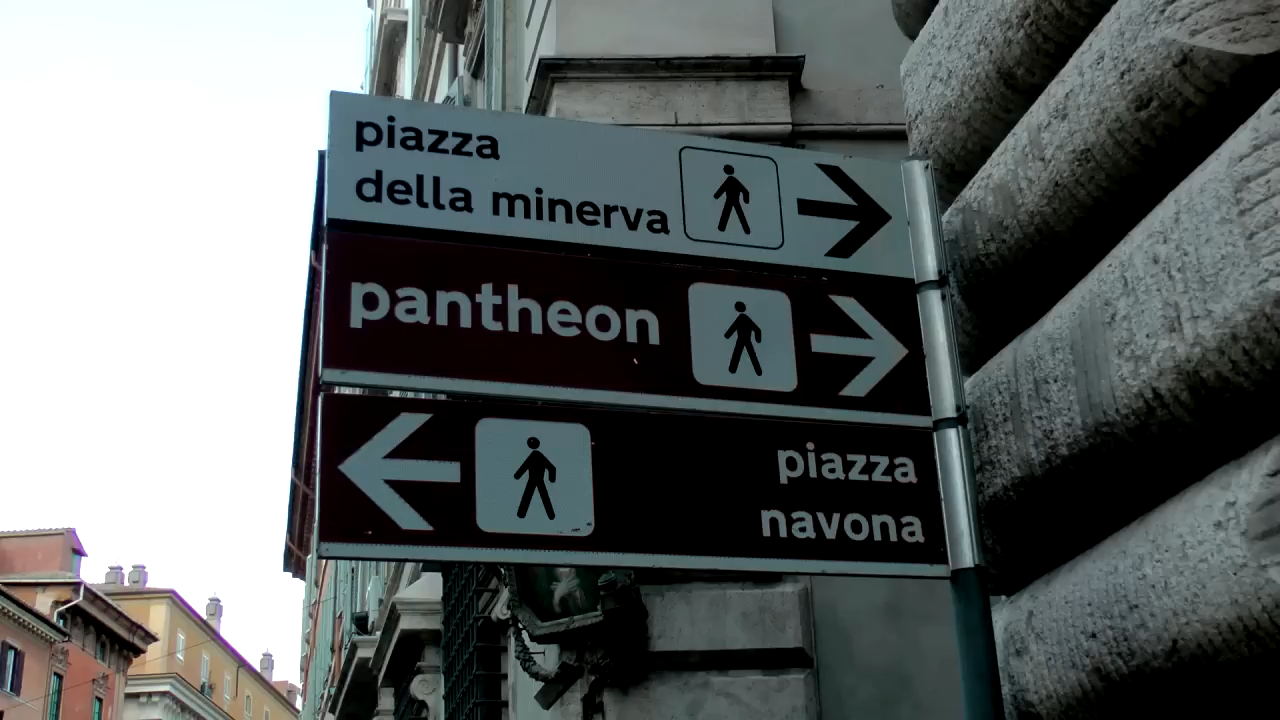 piazza
della minerva
pantheon
piazza
navona